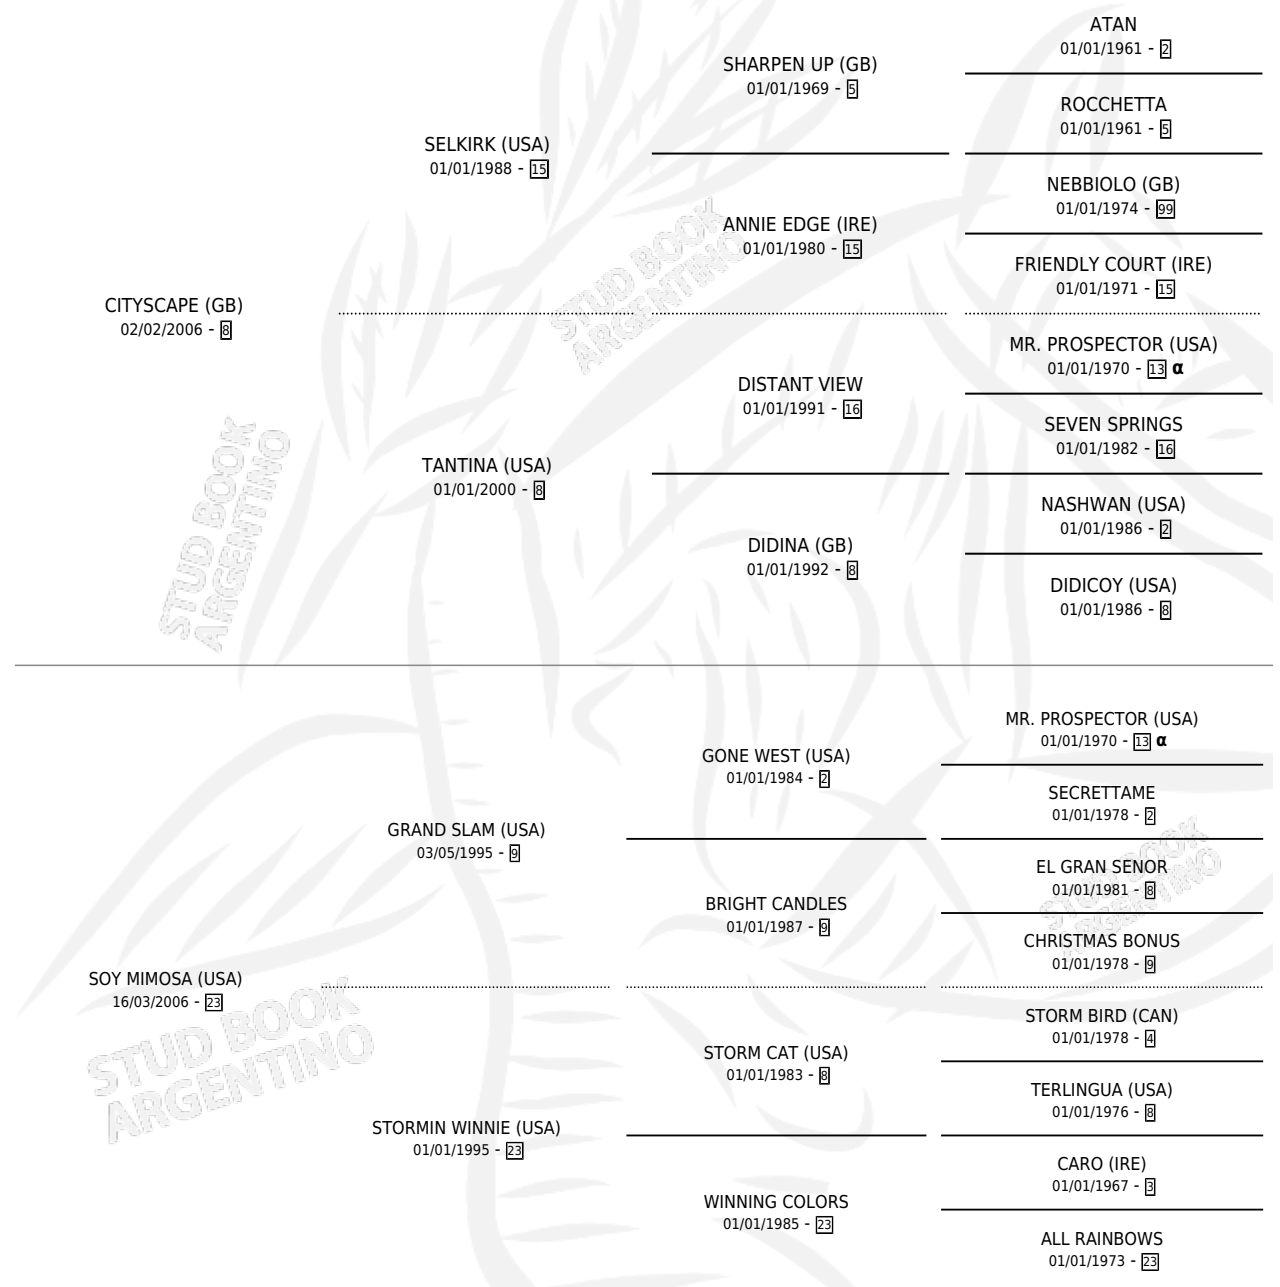 ATAN
01/01/1961 - 2
SHARPEN UP (GB)
01/01/1969 - 5
ROCCHETTA
01/01/1961 - 5
SELKIRK (USA)
01/01/1988 - 15
NEBBIOLO (GB)
01/01/1974 - 99
ANNIE EDGE (IRE)
01/01/1980 - 15
FRIENDLY COURT (IRE)
01/01/1971 - 15
CITYSCAPE (GB)
02/02/2006 - 8
MR. PROSPECTOR (USA)
01/01/1970 - 13 α
DISTANT VIEW
01/01/1991 - 16
SEVEN SPRINGS
01/01/1982 - 16
TANTINA (USA)
01/01/2000 - 8
NASHWAN (USA)
01/01/1986 - 2
DIDINA (GB)
01/01/1992 - 8
DIDICOY (USA)
01/01/1986 - 8
MR. PROSPECTOR (USA)
01/01/1970 - 13 α
GONE WEST (USA)
01/01/1984 - 2
SECRETTAME
01/01/1978 - 2
GRAND SLAM (USA)
03/05/1995 - 9
EL GRAN SENOR
01/01/1981 - 8
BRIGHT CANDLES
01/01/1987 - 9
CHRISTMAS BONUS
01/01/1978 - 9
SOY MIMOSA (USA)
16/03/2006 - 23
STORM BIRD (CAN)
01/01/1978 - 4
STORM CAT (USA)
01/01/1983 - 8
TERLINGUA (USA)
01/01/1976 - 8
STORMIN WINNIE (USA)
01/01/1995 - 23
CARO (IRE)
01/01/1967 - 3
WINNING COLORS
01/01/1985 - 23
ALL RAINBOWS
01/01/1973 - 23
STUD BOOK
ARGENTINO
STUD BOOK
ARGENTINO
STUD BOOK
ARGENTINO
STUD BOOK
ARGENTINO